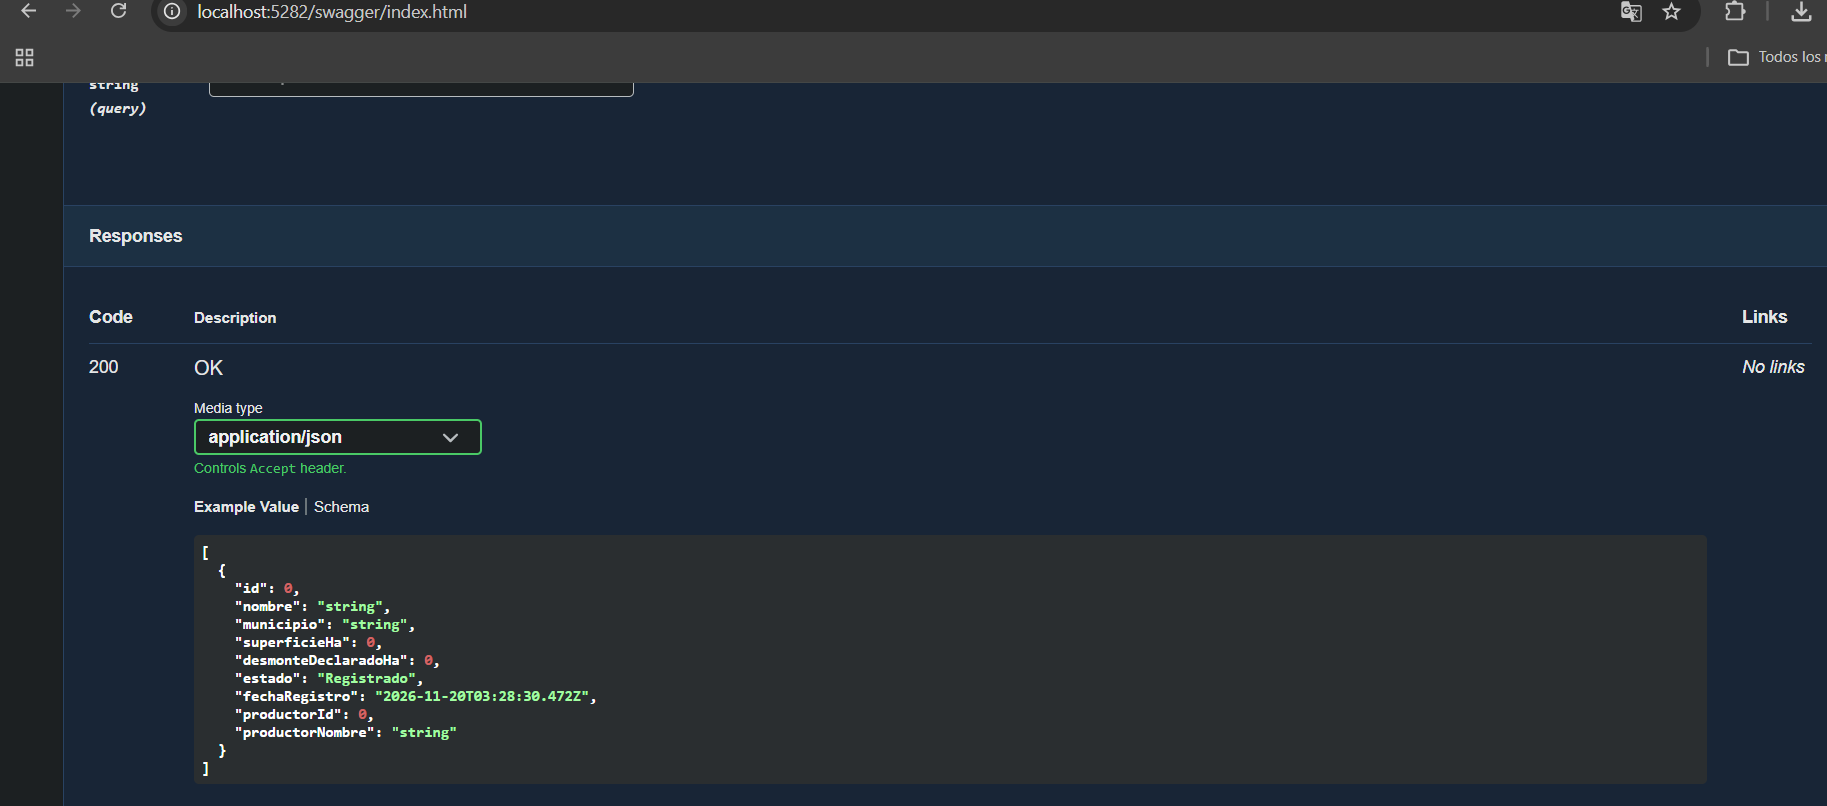 localhost:5282/swagger/index.html
Todos los
string
(query)
Responses
Code Description Links
200 OK No links
Media type
application/json
Controls Accept header.
Example Value | Schema
[
{
"id": 0,
"nombre": "string",
"municipio": "string",
"superficieHa": 0,
"desmonteDeclaradoHa": 0,
"estado": "Registrado",
"fechaRegistro": "2026-11-20T03:28:30.472Z",
"productorId": 0,
"productorNombre": "string"
}
]